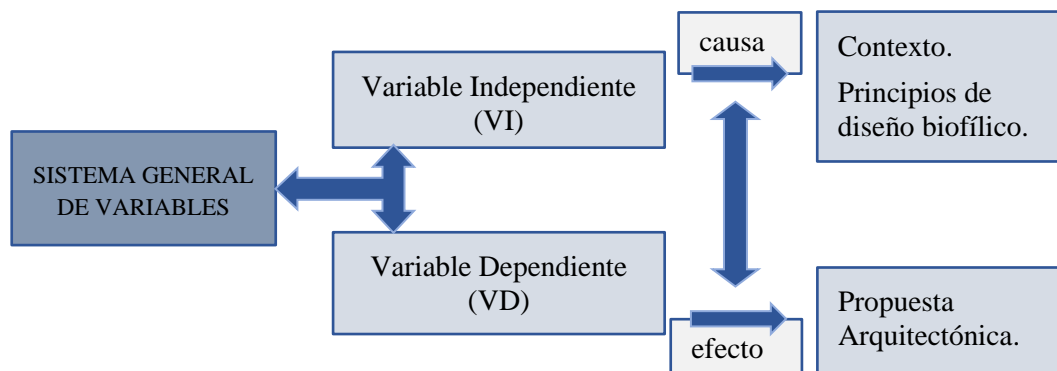 SISTEMA GENERAL
DE VARIABLES
Variable Independiente
(VI)
Variable Dependiente
(VD)
causa
efecto
Contexto.
Principios de
diseño biofílico.
Propuesta
Arquitectónica.